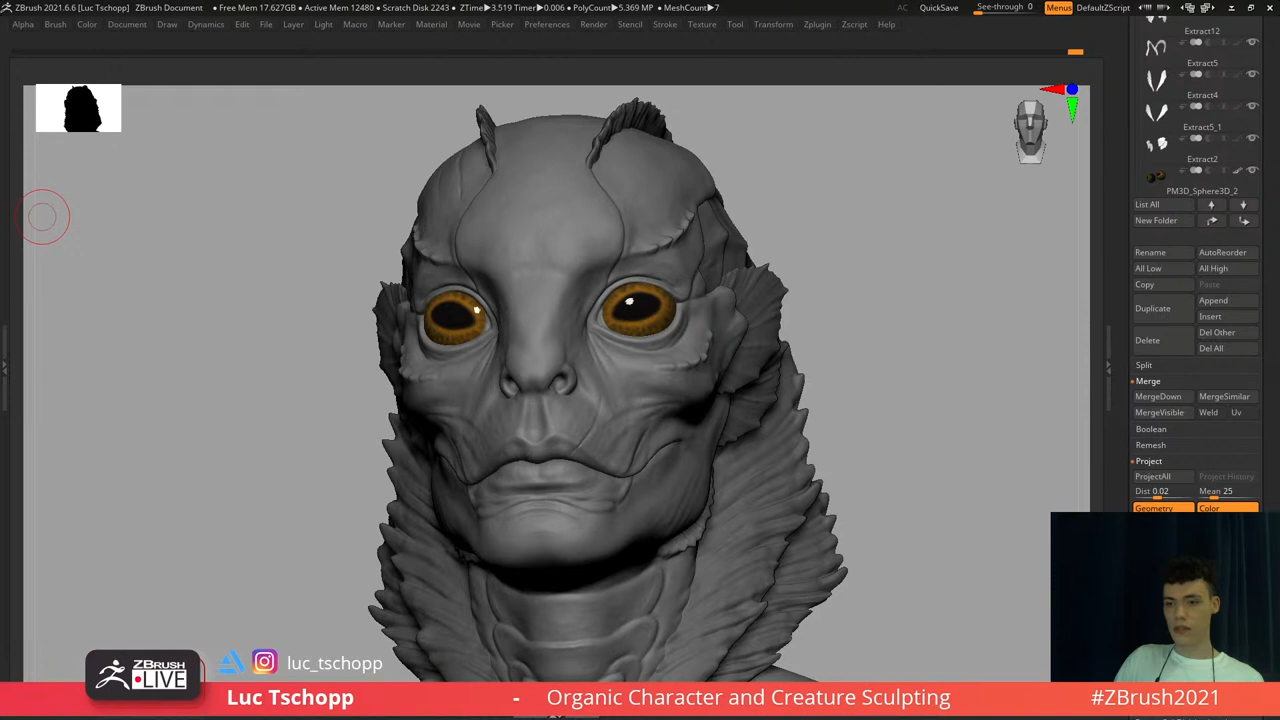 ZBrush 2021.6.6 [Luc Tschopp] ZBrush Document ● Free Mem 17.627GB ● Active Mem 12480 ● Scratch Disk 2243 ● ZTime▶3.519 Timer▶0.006 ● PolyCount▶5.369 MP ● MeshCount▶7 AC QuickSave See-through 0 Menus DefaultZScript
Alpha Brush Color Document Draw Dynamics Edit File Layer Light Macro Marker Material Movie Picker Preferences Render Stencil Stroke Texture Tool Transform Zplugin Zscript Help
Extract12
Extract5
Extract4
Extract5_1
Extract2
PM3D_Sphere3D_2
List All
New Folder
Rename AutoReorder
All Low All High
Copy Paste
Duplicate Append
Insert
Delete Del Other
Del All
Split
Merge
MergeDown MergeSimilar
MergeVisible Weld Uv
Boolean
Remesh
Project
ProjectAll Project History
Dist 0.02 Mean 25
Geometry Color
ZBRUSH
LIVE
luc_tschopp
Luc Tschopp - Organic Character and Creature Sculpting #ZBrush2021